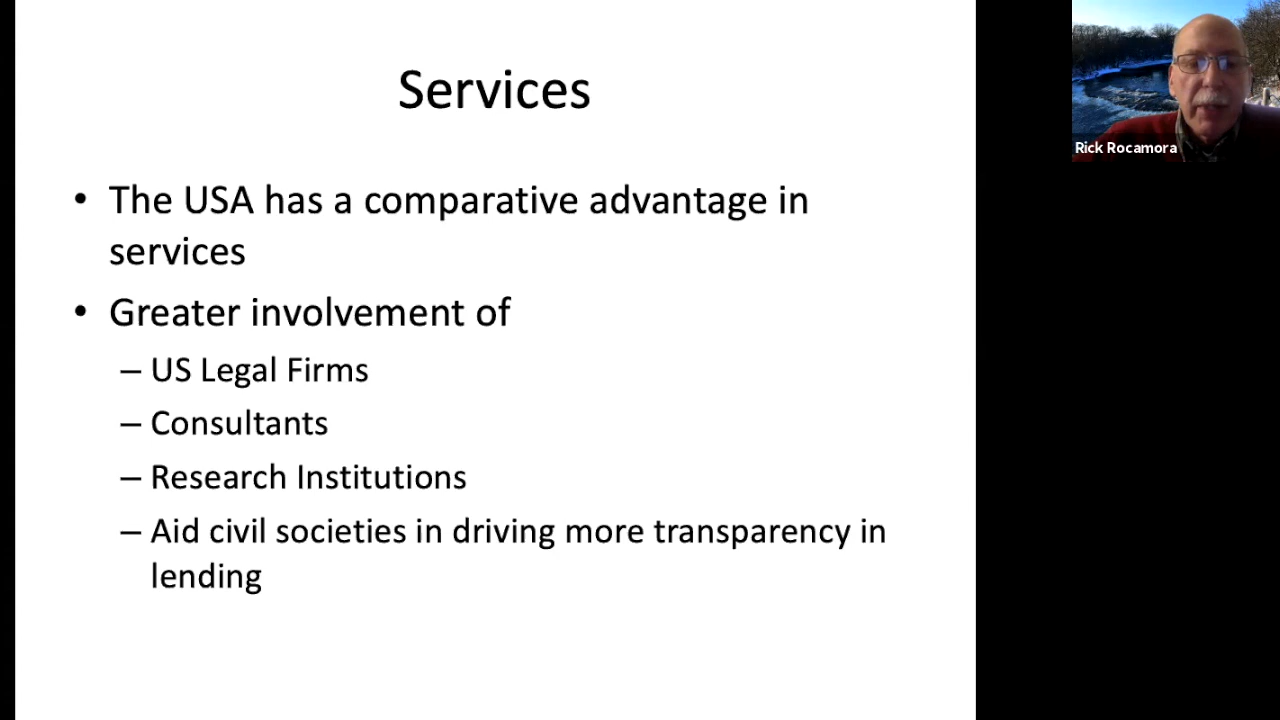 Services
• The USA has a comparative advantage in
services
• Greater involvement of
– US Legal Firms
– Consultants
– Research Institutions
– Aid civil societies in driving more transparency in
lending
Rick Rocamora